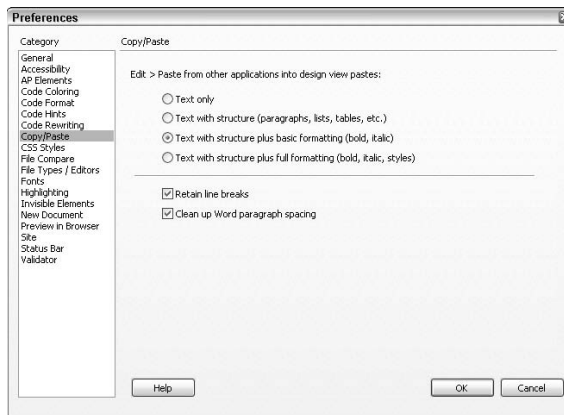 Preferences
Category
Copy/Paste
General
Accessibility
AP Elements
Code Coloring
Code Format
Code Hints
Code Rewriting
Copy/Paste
CSS Styles
File Compare
File Types / Editors
Fonts
Highlighting
Invisible Elements
New Document
Preview in Browser
Site
Status Bar
Validator
Edit > Paste from other applications into design view pastes:
Text only
Text with structure (paragraphs, lists, tables, etc.)
Text with structure plus basic formatting (bold, italic)
Text with structure plus full formatting (bold, italic, styles)
Retain line breaks
Clean up Word paragraph spacing
Help
OK
Cancel